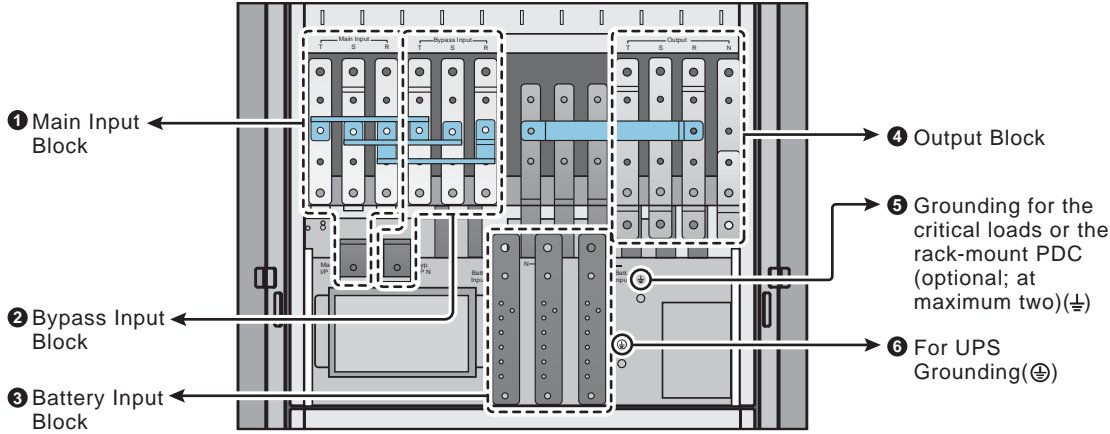 Main Input
T S R
Bypass Input
T S R
Output
T S R N
❶ Main Input
Block
❹ Output Block
❺ Grounding for the
critical loads or the
rack-mount PDC
(optional; at
maximum two)(⏚)
I/P
N
❷ Bypass Input
Block
❻ For UPS
Grounding(⏚)
❸ Battery Input
Block